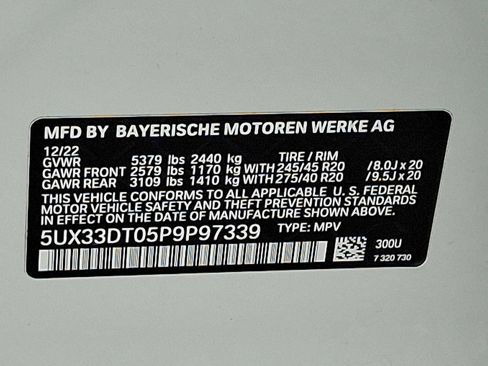 MFD BY BAYERISCHE MOTOREN WERKE AG
12/22
GVWR 5379 lbs 2440 kg TIRE / RIM
GAWR FRONT 2579 lbs 1170 kg WITH 245/45 R20 /8.0J x 20
GAWR REAR 3109 lbs 1410 kg WITH 275/40 R20 /9.5J x 20
THIS VEHICLE CONFORMS TO ALL APPLICABLE U. S. FEDERAL
MOTOR VEHICLE SAFETY AND THEFT PREVENTION STANDARDS
IN EFFECT ON THE DATE OF MANUFACTURE SHOWN ABOVE.
5UX33DT05P9P97339 TYPE: MPV
300U
7 320 730